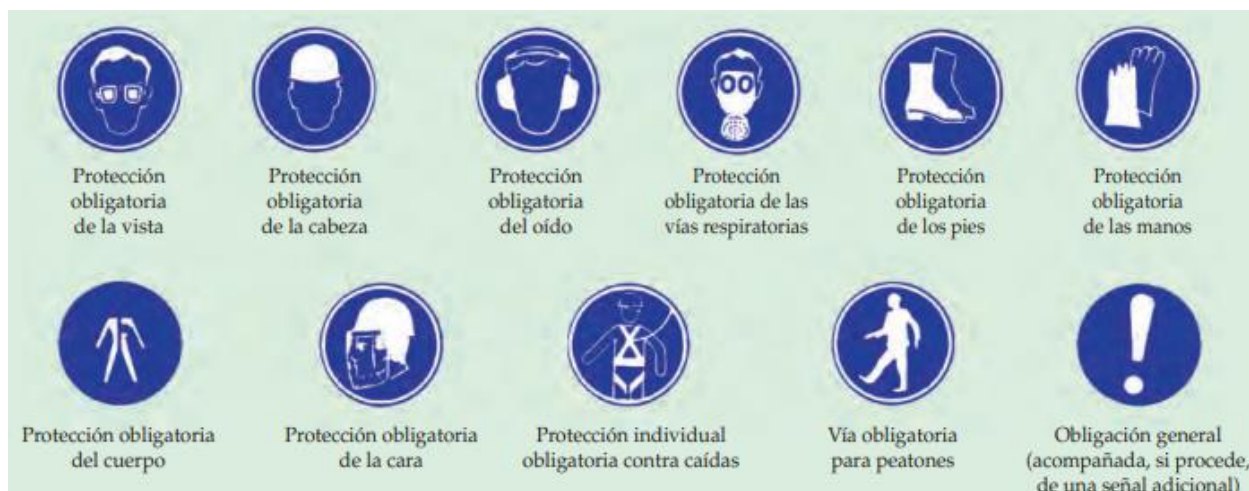 Protección
obligatoria
de la vista
Protección
obligatoria
de la cabeza
Protección
obligatoria
del oído
Protección
obligatoria de las
vías respiratorias
Protección
obligatoria
de los pies
Protección
obligatoria
de las manos
Protección obligatoria
del cuerpo
Protección obligatoria
de la cara
Protección individual
obligatoria contra caídas
Vía obligatoria
para peatones
Obligación general
(acompañada, si procede,
de una señal adicional)